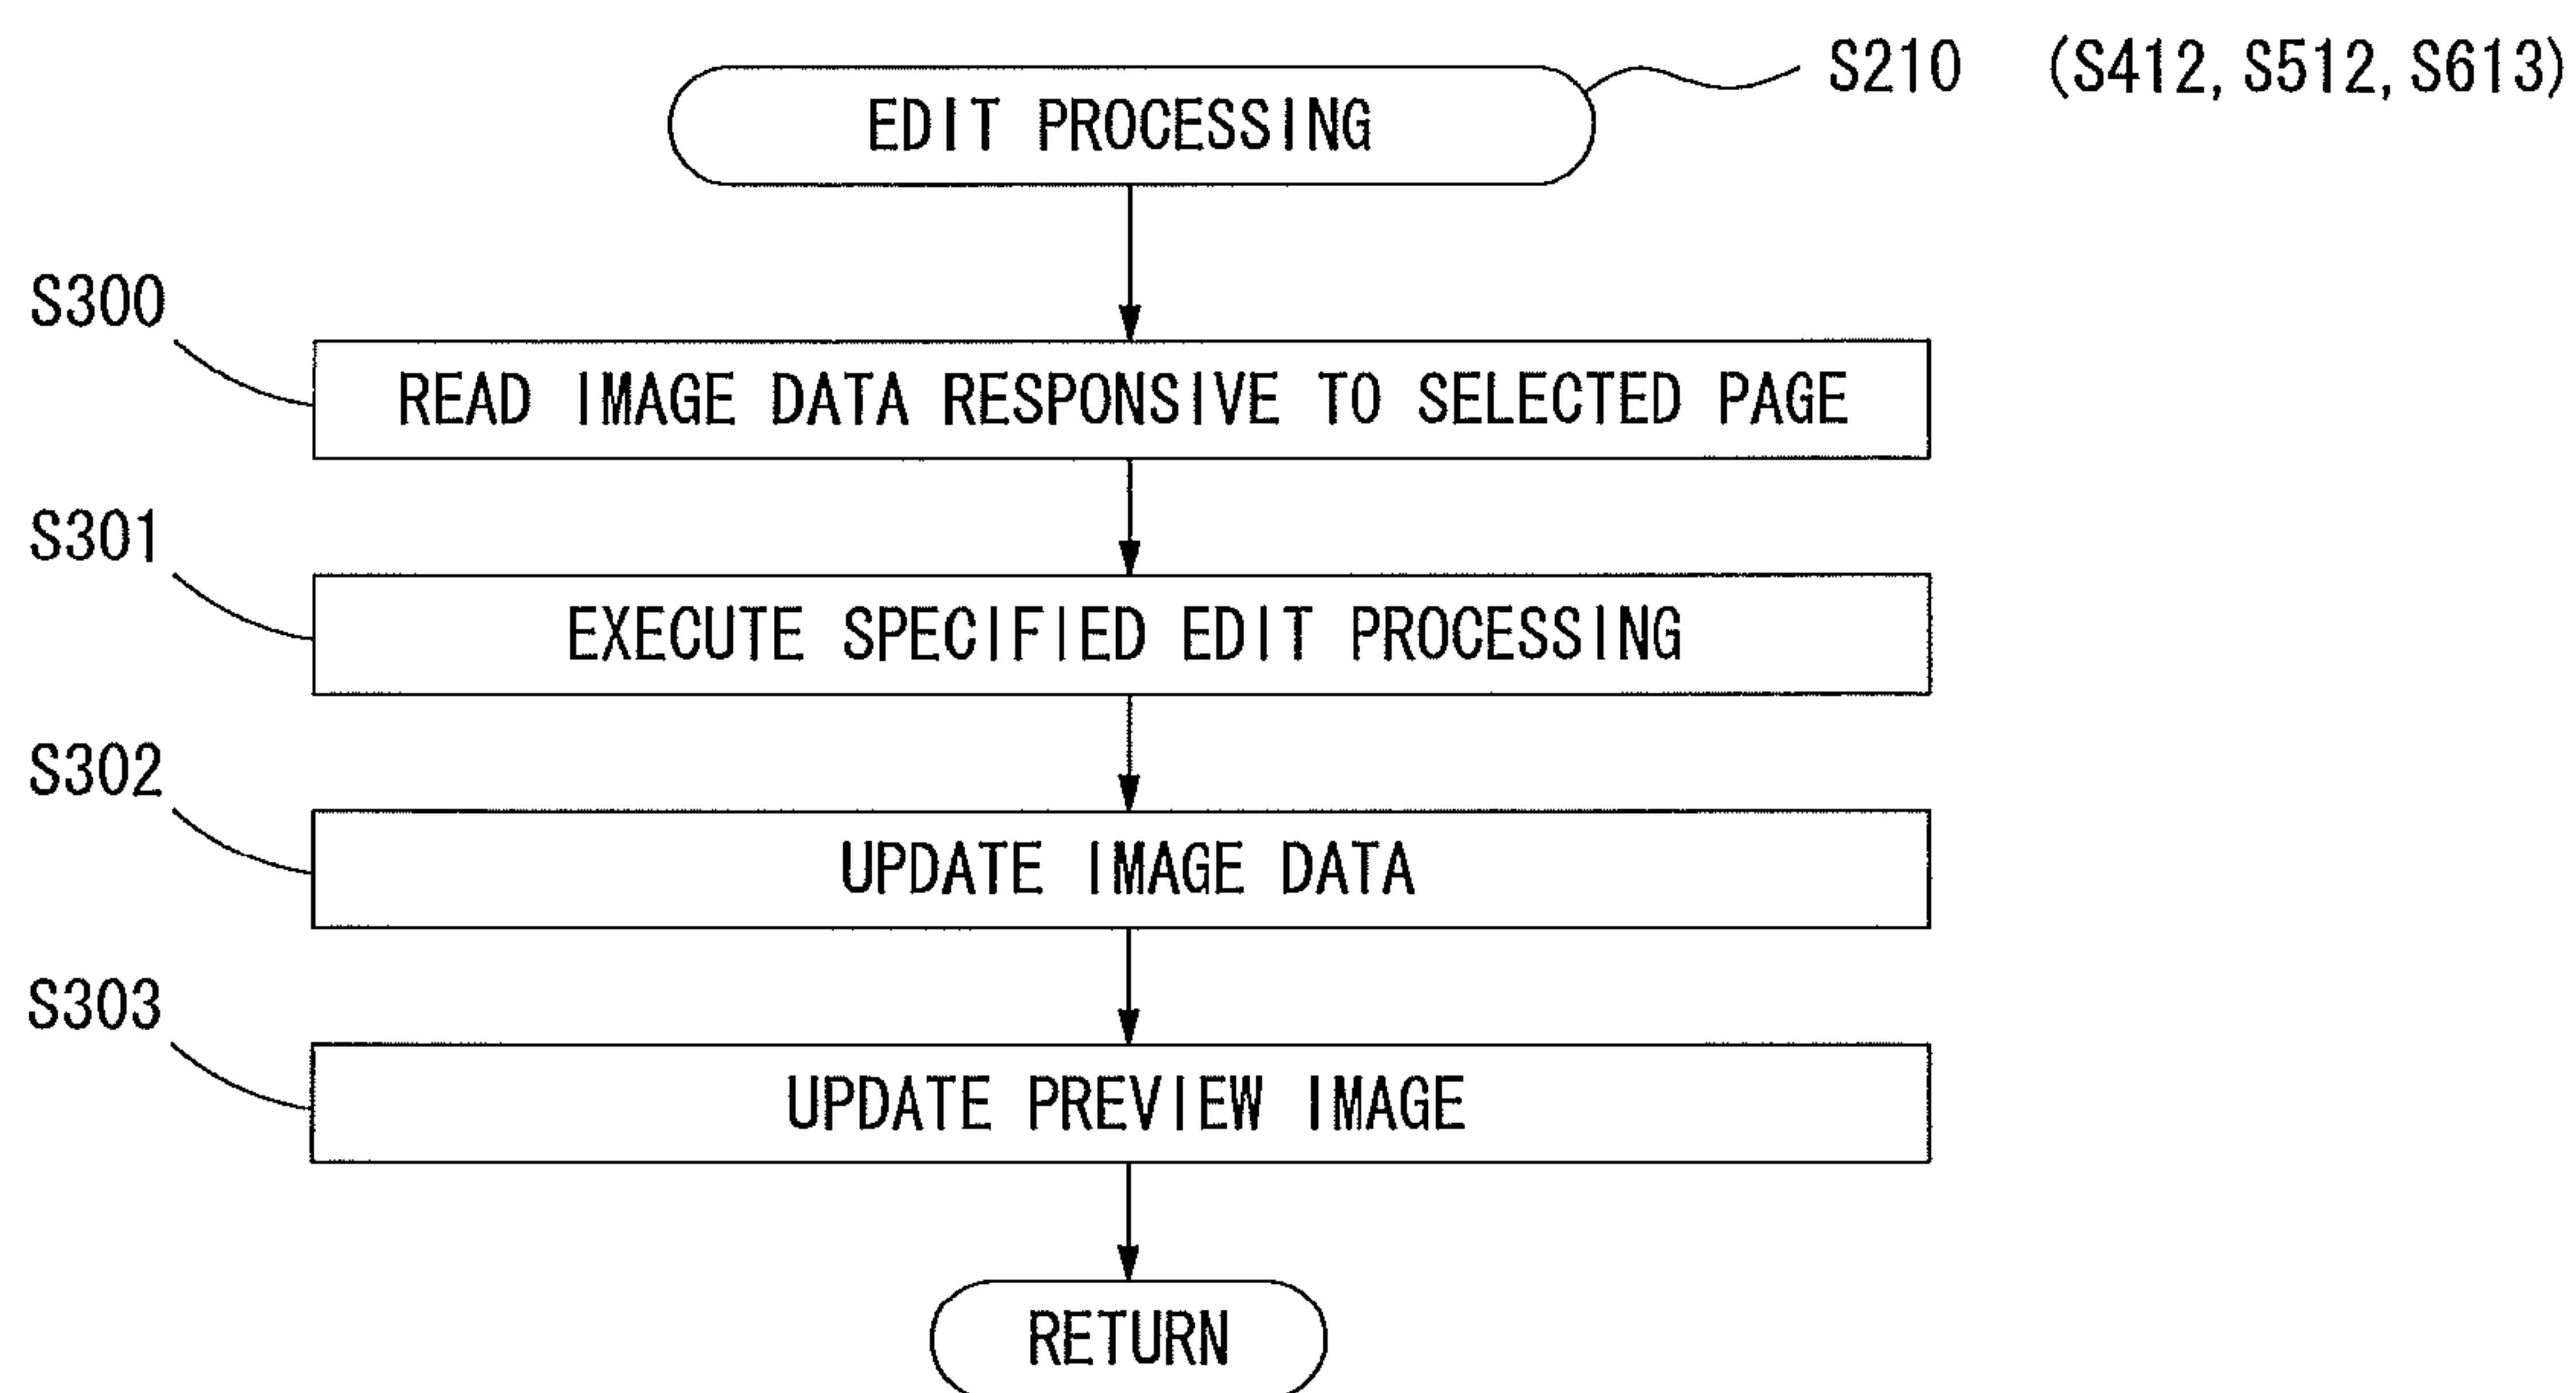 EDIT PROCESSING
S210 (S412, S512, S613)
S300
READ IMAGE DATA RESPONSIVE TO SELECTED PAGE
S301
EXECUTE SPECIFIED EDIT PROCESSING
S302
UPDATE IMAGE DATA
S303
UPDATE PREVIEW IMAGE
RETURN